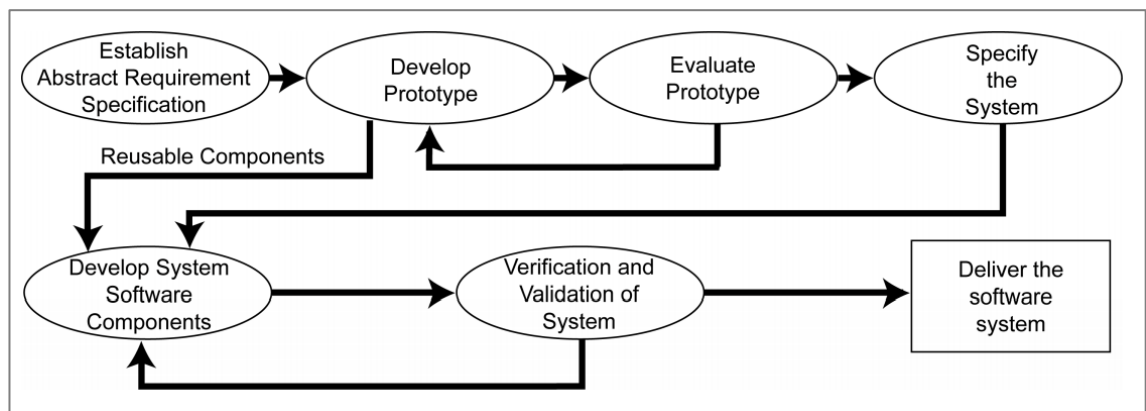 Establish
Abstract Requirement
Specification
Develop
Prototype
Evaluate
Prototype
Specify
the
System
Reusable Components
Develop System
Software
Components
Verification and
Validation of
System
Deliver the
software
system